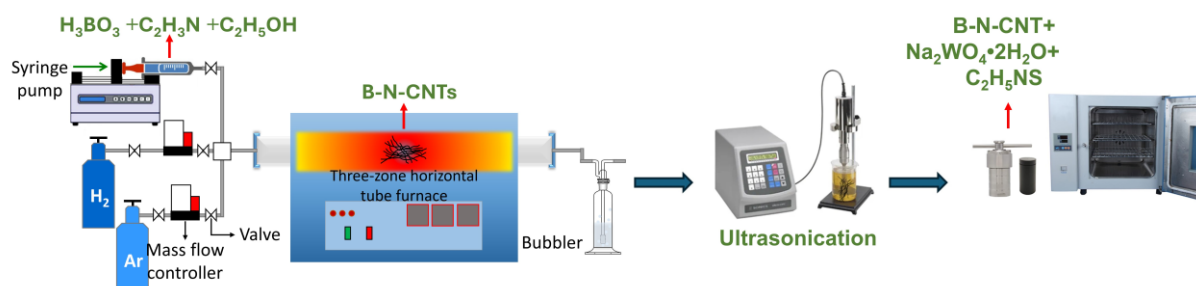 H₃BO₃ +C₂H₃N +C₂H₅OH
Syringe
pump
H₂
Ar
Mass flow
controller
Valve
B-N-CNTs
Three-zone horizontal
tube furnace
Bubbler
Ultrasonication
B-N-CNT+
Na₂WO₄•2H₂O+
C₂H₅NS